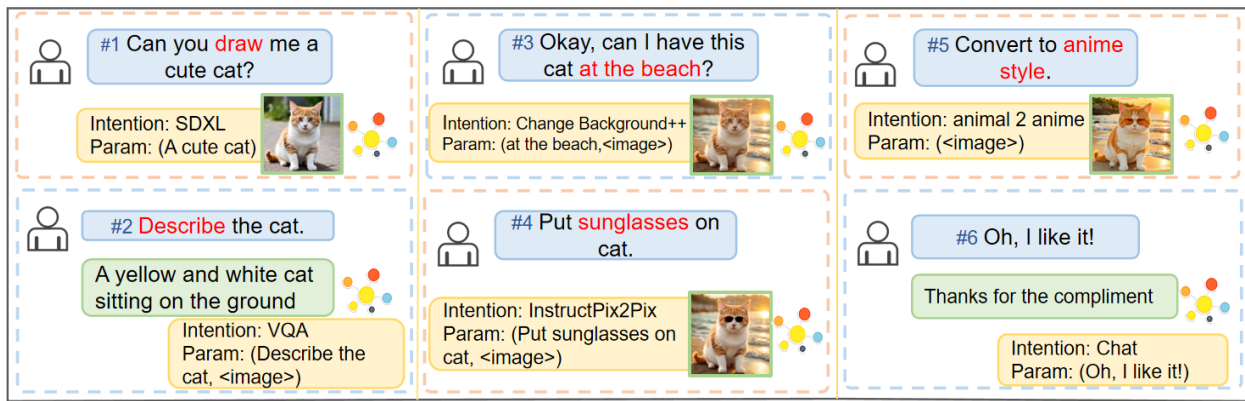 #1 Can you draw me a
cute cat?
Intention: SDXL
Param: (A cute cat)
#2 Describe the cat.
A yellow and white cat
sitting on the ground
Intention: VQA
Param: (Describe the
cat, <image>)
#3 Okay, can I have this
cat at the beach?
Intention: Change Background++
Param: (at the beach,<image>)
#4 Put sunglasses on
cat.
Intention: InstructPix2Pix
Param: (Put sunglasses on
cat, <image>)
#5 Convert to anime
style.
Intention: animal 2 anime
Param: (<image>)
#6 Oh, I like it!
Thanks for the compliment
Intention: Chat
Param: (Oh, I like it!)